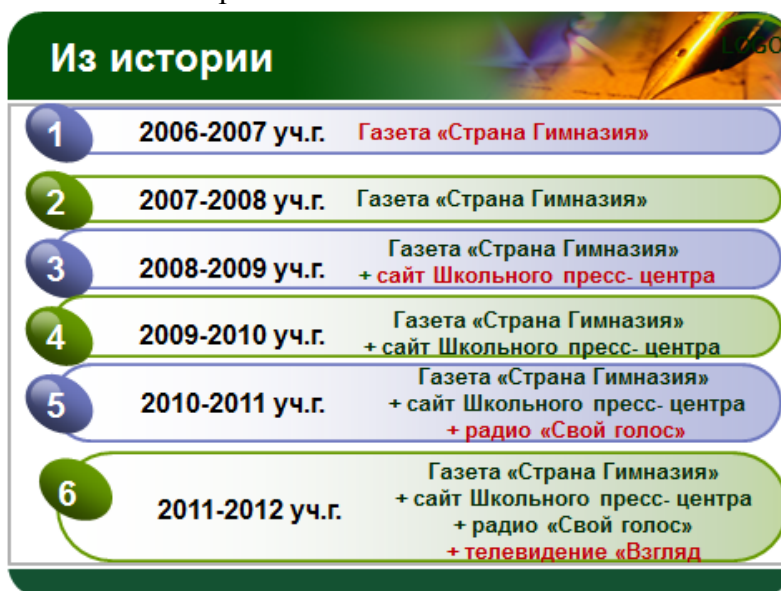 Из истории
LOGO
1
2006-2007 уч.г. Газета «Страна Гимназия»
2
2007-2008 уч.г. Газета «Страна Гимназия»
3
2008-2009 уч.г.
Газета «Страна Гимназия»
+ сайт Школьного пресс- центра
4
2009-2010 уч.г.
Газета «Страна Гимназия»
+ сайт Школьного пресс- центра
5
2010-2011 уч.г.
Газета «Страна Гимназия»
+ сайт Школьного пресс- центра
+ радио «Свой голос»
6
2011-2012 уч.г.
Газета «Страна Гимназия»
+ сайт Школьного пресс- центра
+ радио «Свой голос»
+ телевидение «Взгляд